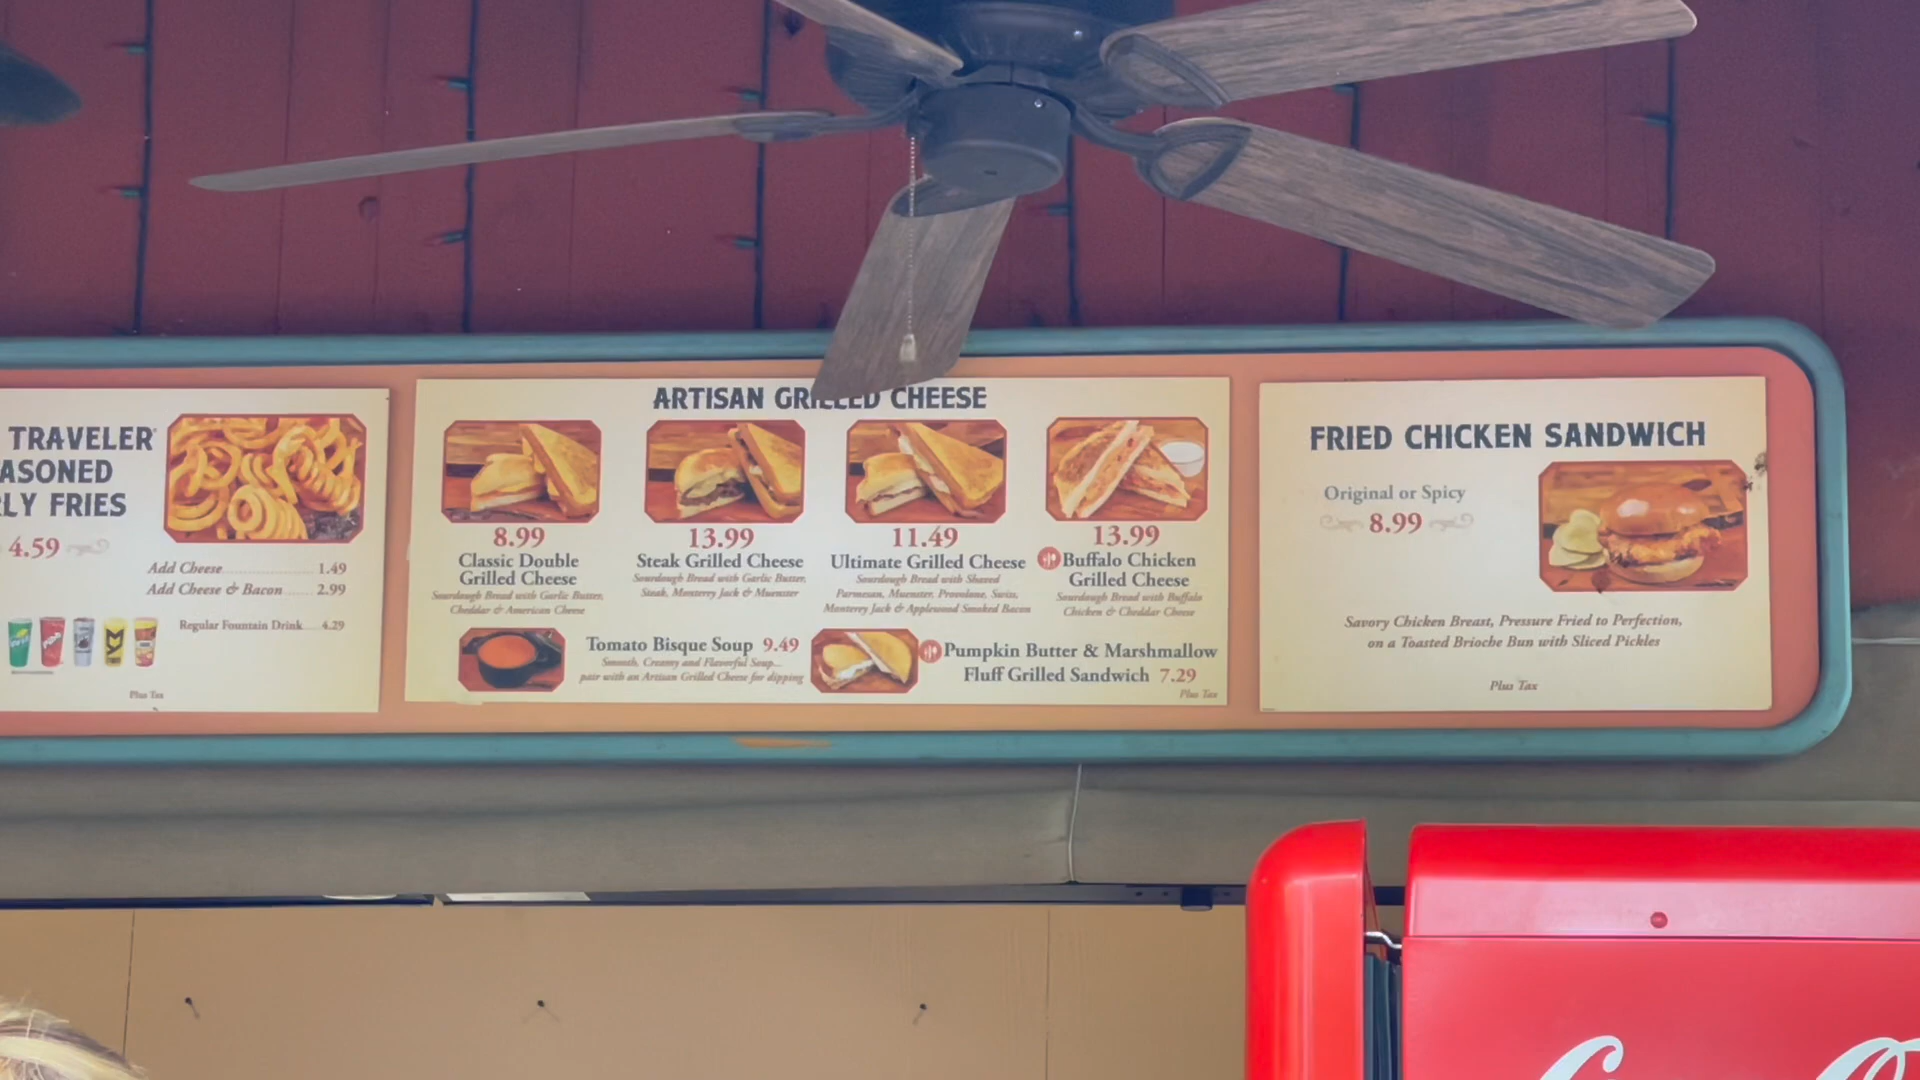 TRAVELER
ASONED
LY FRIES
4.59
Add Cheese 1.49
Add Cheese & Bacon 2.99
Regular Fountain Drink 4.29
Plus Tax
ARTISAN GRILLED CHEESE
8.99
Classic Double
Grilled Cheese
Sourdough Bread with Garlic Butter,
Cheddar & American Cheese
13.99
Steak Grilled Cheese
Sourdough Bread with Garlic Butter,
Steak, Monterey Jack & Muenster
11.49
Ultimate Grilled Cheese
Sourdough Bread with Shaved
Parmesan, Muenster, Provolone, Swiss,
Monterey Jack & Applewood Smoked Bacon
13.99
Buffalo Chicken
Grilled Cheese
Sourdough Bread with Buffalo
Chicken & Cheddar Cheese
Tomato Bisque Soup 9.49
Smooth, Creamy and Flavorful Soup...
pair with an Artisan Grilled Cheese for dipping
Pumpkin Butter & Marshmallow
Fluff Grilled Sandwich 7.29
Plus Tax
FRIED CHICKEN SANDWICH
Original or Spicy
8.99
Savory Chicken Breast, Pressure Fried to Perfection,
on a Toasted Brioche Bun with Sliced Pickles
Plus Tax